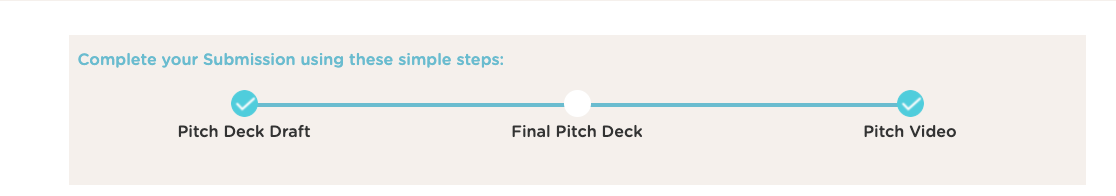 Complete your Submission using these simple steps:
Pitch Deck Draft
Final Pitch Deck
Pitch Video